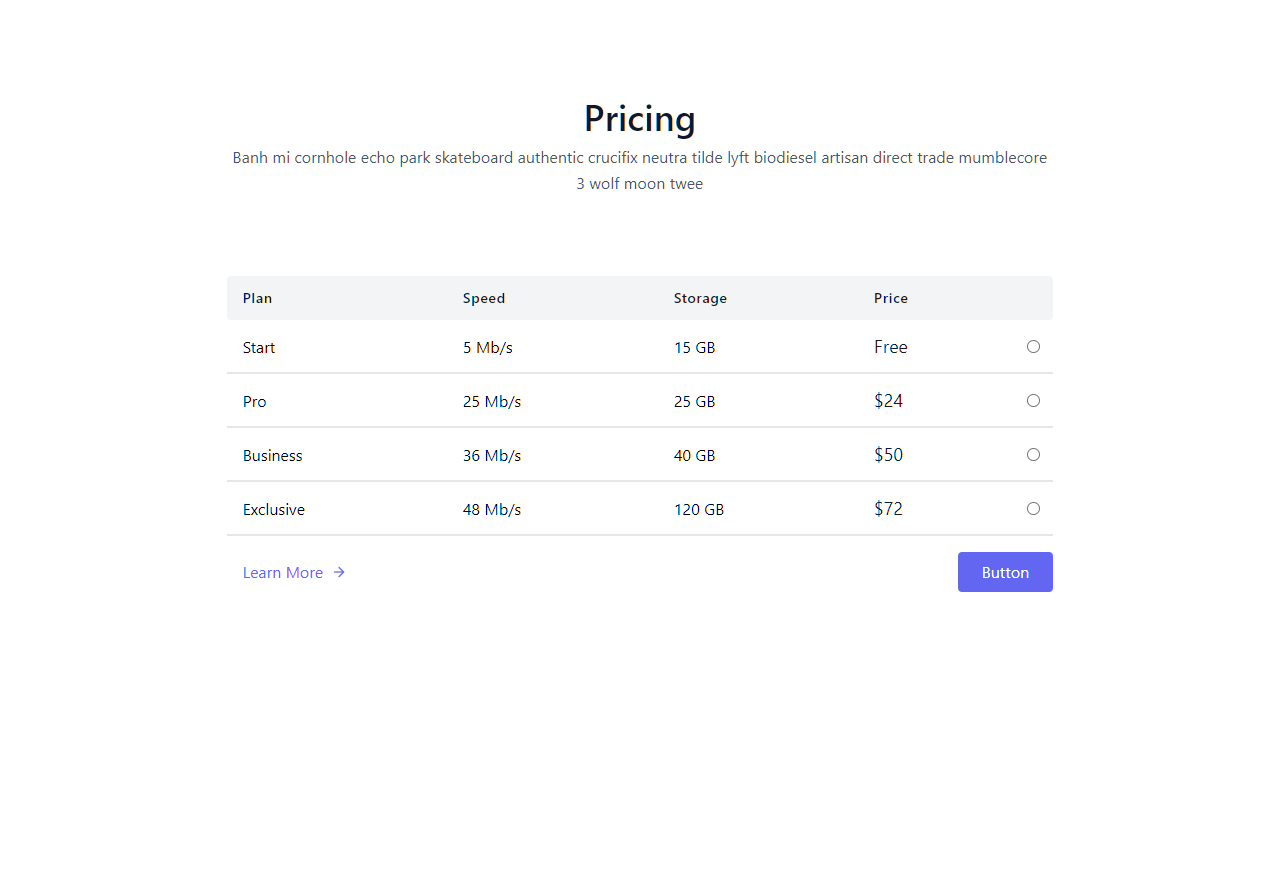 Pricing
Banh mi cornhole echo park skateboard authentic crucifix neutra tilde lyft biodiesel artisan direct trade mumblecore
3 wolf moon twee
Plan Speed Storage Price
Start 5 Mb/s 15 GB Free
Pro 25 Mb/s 25 GB $24
Business 36 Mb/s 40 GB $50
Exclusive 48 Mb/s 120 GB $72
Learn More Button